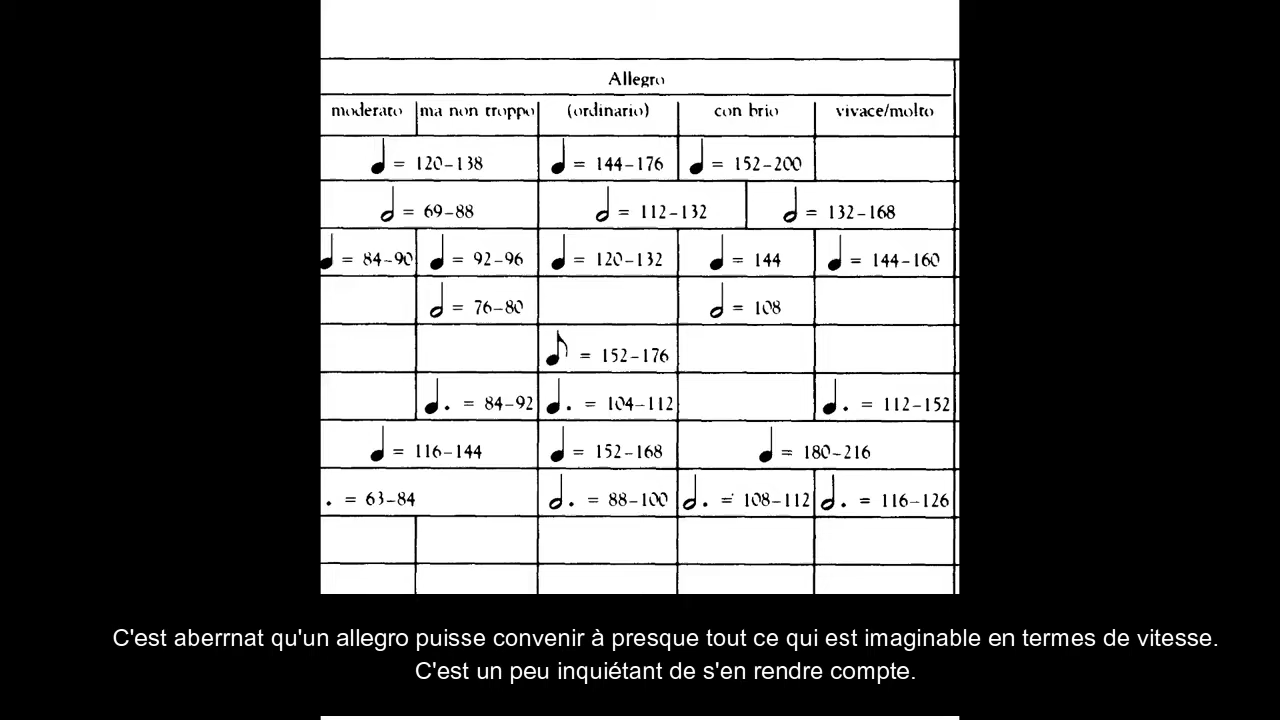 Allegro
moderato ma non troppo (ordinario) con brio vivace/molto
= 120–138 = 144–176 = 152–200
= 69–88 = 112–132 = 132–168
= 84–90 = 92–96 = 120–132 = 144 = 144–160
= 76–80 = 108
= 152–176
. = 84–92 . = 104–112 . = 112–152
= 116–144 = 152–168 = 180–216
. = 63–84 . = 88–100 . = 108–112 . = 116–126
C'est aberrnat qu'un allegro puisse convenir à presque tout ce qui est imaginable en termes de vitesse.
C'est un peu inquiétant de s'en rendre compte.